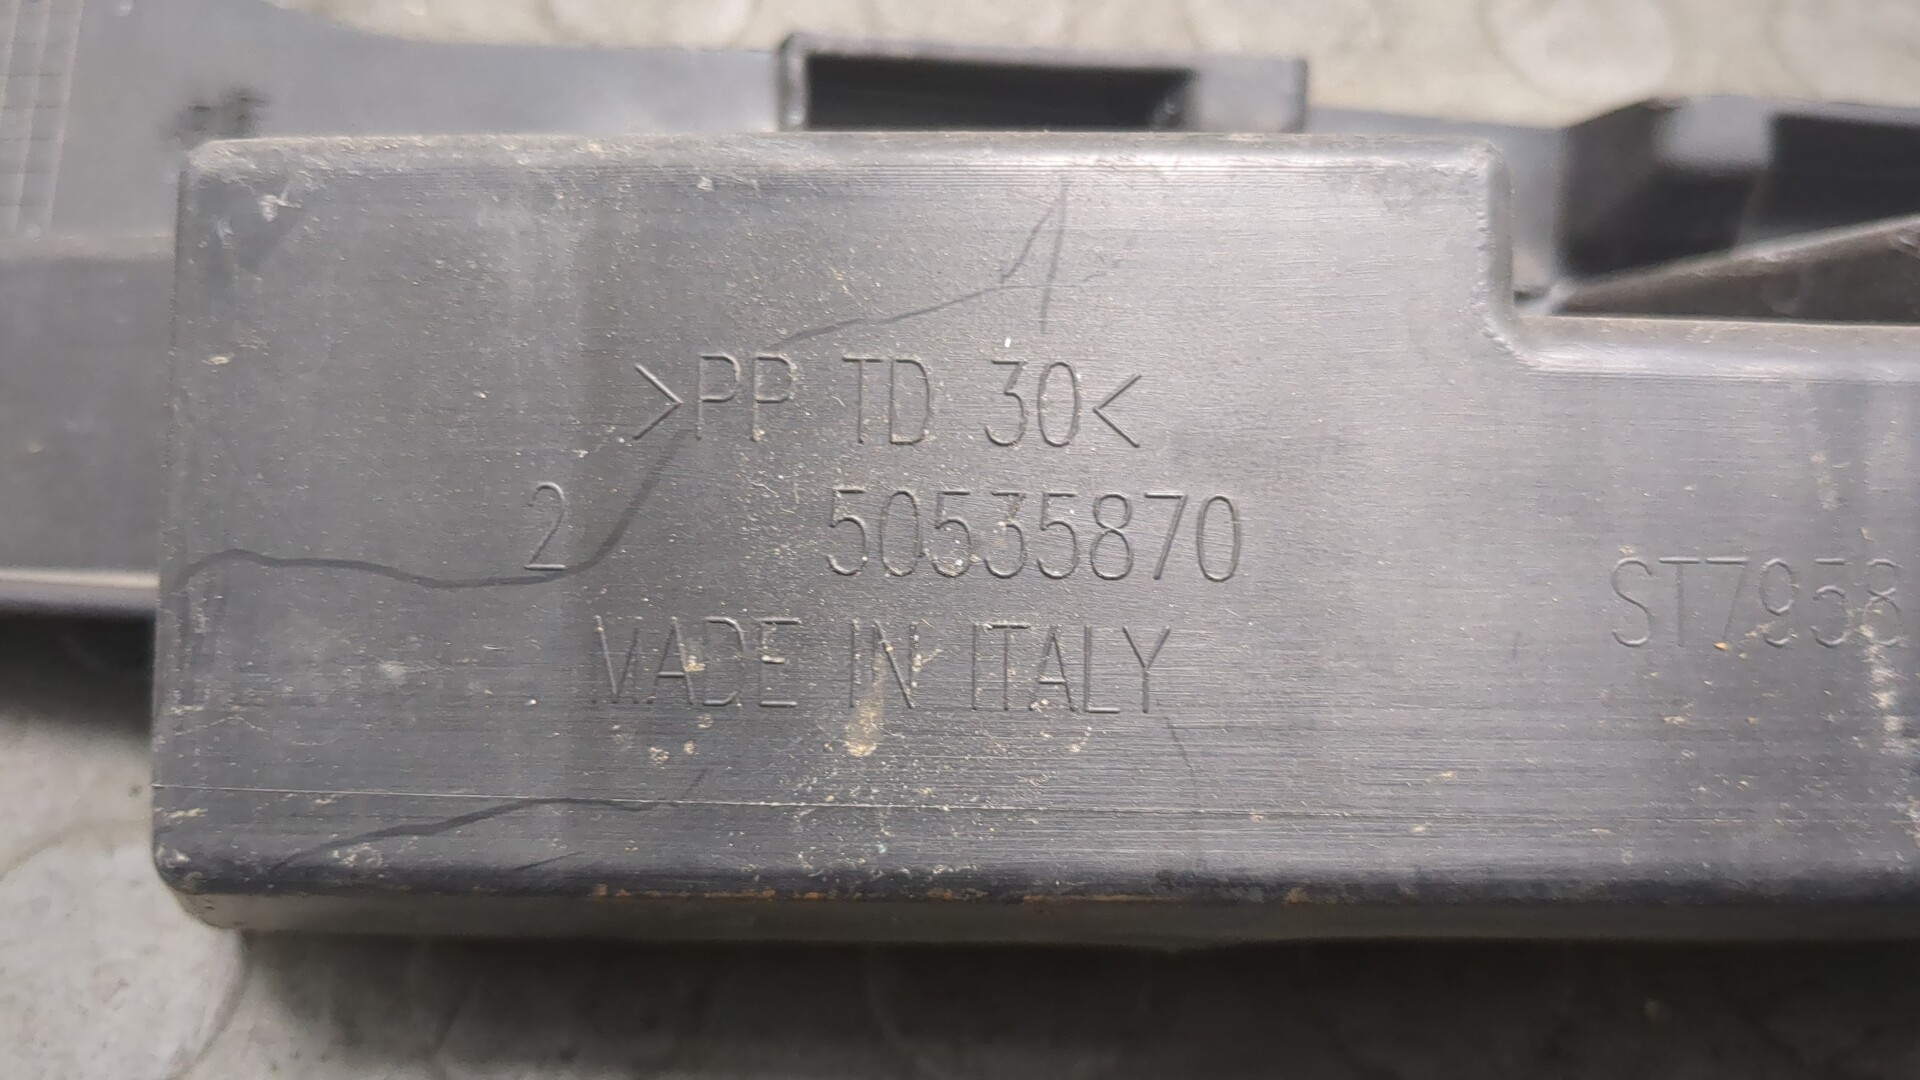 >PP TD 30<
2 50535870
MADE IN ITALY
ST7958